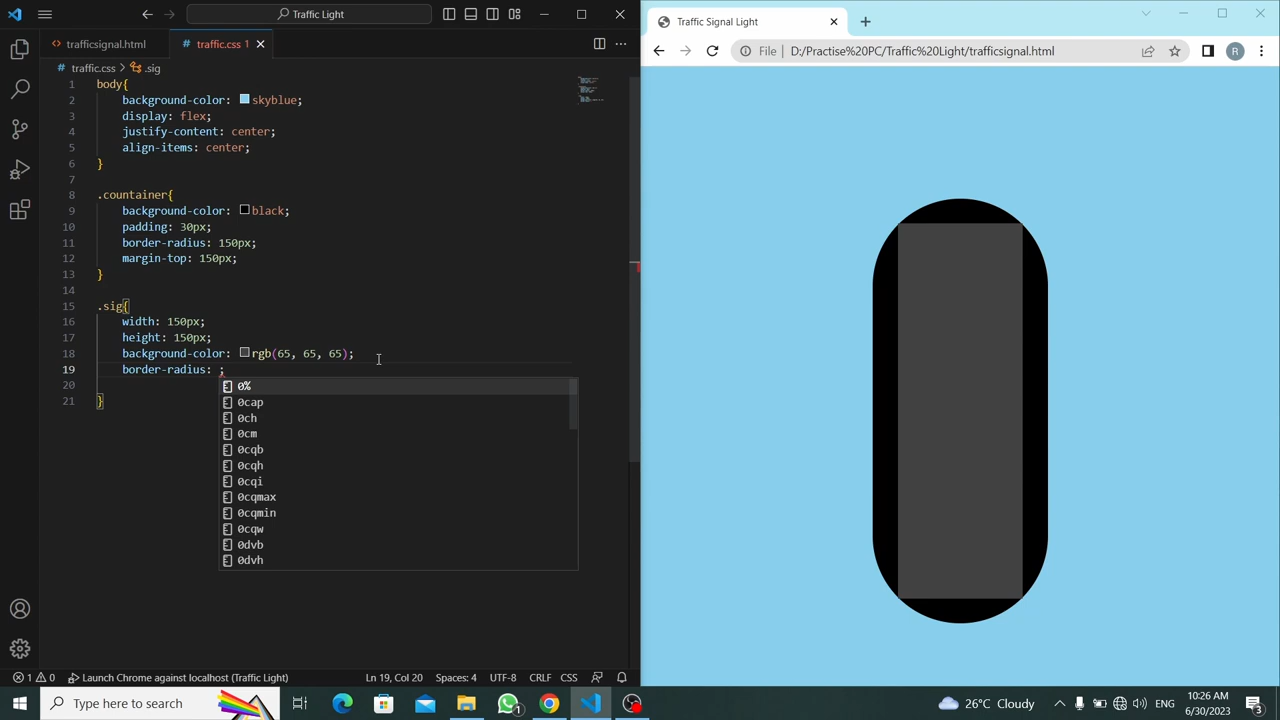 Traffic Light
trafficsignal.html
traffic.css 1
traffic.css > .sig
1 body{
2 background-color: skyblue;
3 display: flex;
4 justify-content: center;
5 align-items: center;
6 }
7
8 .countainer{
9 background-color: black;
10 padding: 30px;
11 border-radius: 150px;
12 margin-top: 150px;
13 }
14
15 .sig{
16 width: 150px;
17 height: 150px;
18 background-color: rgb(65, 65, 65);
19 border-radius: ;
20
21 }
0%
0cap
0ch
0cm
0cqb
0cqh
0cqi
0cqmax
0cqmin
0cqw
0dvb
0dvh
1 0 Launch Chrome against localhost (Traffic Light)
Ln 19, Col 20 Spaces: 4 UTF-8 CRLF CSS
Traffic Signal Light
File D:/Practise%20PC/Traffic%20Light/trafficsignal.html
R
Type here to search
1
26°C Cloudy
ENG
10:26 AM
6/30/2023
3